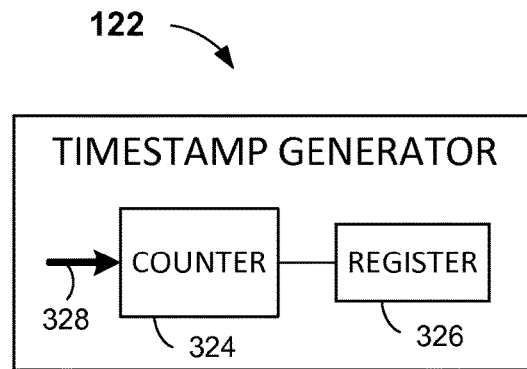 122
TIMESTAMP GENERATOR
COUNTER
REGISTER
328
324
326